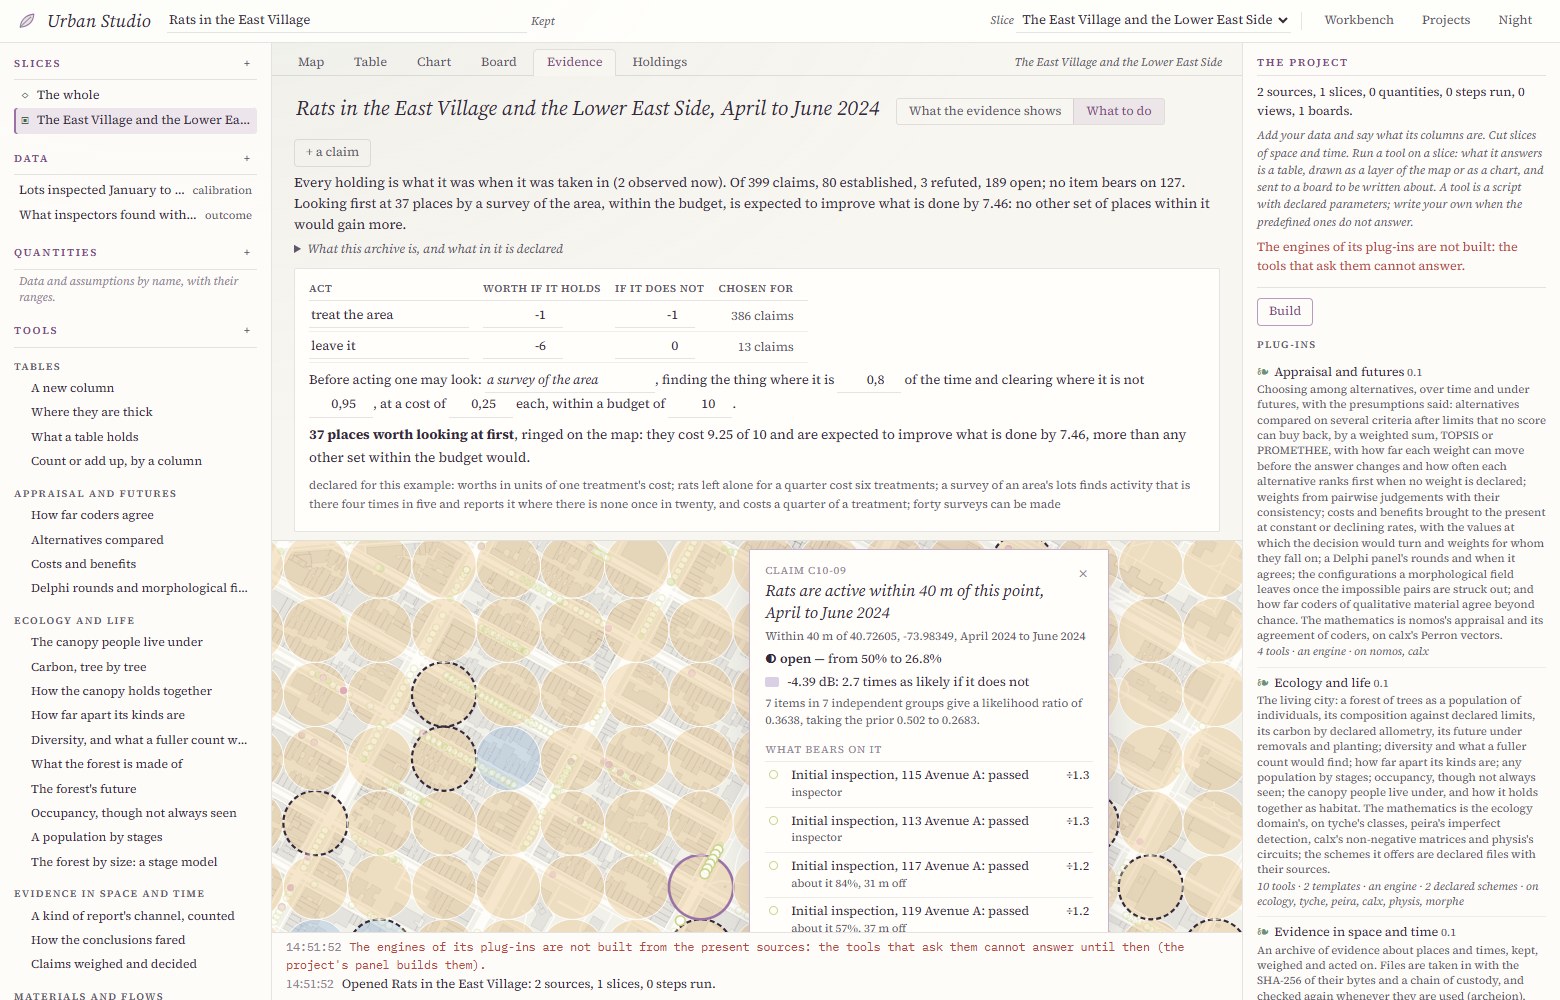 Urban Studio
Rats in the East Village
Kept
Slice The East Village and the Lower East Side
Workbench
Projects
Night
SLICES
+
The whole
The East Village and the Lower Ea...
DATA
+
Lots inspected January to ... calibration
What inspectors found with... outcome
QUANTITIES
+
Data and assumptions by name, with their
ranges.
TOOLS
+
TABLES
A new column
Where they are thick
What a table holds
Count or add up, by a column
APPRAISAL AND FUTURES
How far coders agree
Alternatives compared
Costs and benefits
Delphi rounds and morphological fi...
ECOLOGY AND LIFE
The canopy people live under
Carbon, tree by tree
How the canopy holds together
How far apart its kinds are
Diversity, and what a fuller count w...
What the forest is made of
The forest's future
Occupancy, though not always seen
A population by stages
The forest by size: a stage model
EVIDENCE IN SPACE AND TIME
A kind of report's channel, counted
How the conclusions fared
Claims weighed and decided
MATERIALS AND FLOWS
Map
Table
Chart
Board
Evidence
Holdings
The East Village and the Lower East Side
Rats in the East Village and the Lower East Side, April to June 2024
What the evidence shows
What to do
+ a claim
Every holding is what it was when it was taken in (2 observed now). Of 399 claims, 80 established, 3 refuted, 189 open; no item bears on 127.
Looking first at 37 places by a survey of the area, within the budget, is expected to improve what is done by 7.46: no other set of places within it
would gain more.
What this archive is, and what in it is declared
ACT WORTH IF IT HOLDS IF IT DOES NOT CHOSEN FOR
treat the area -1 -1 386 claims
leave it -6 0 13 claims
Before acting one may look: a survey of the area , finding the thing where it is 0,8 of the time and clearing where it is not
0,95 , at a cost of 0,25 each, within a budget of 10 .
37 places worth looking at first, ringed on the map: they cost 9.25 of 10 and are expected to improve what is done by 7.46, more than any
other set within the budget would.
declared for this example: worths in units of one treatment's cost; rats left alone for a quarter cost six treatments; a survey of an area's lots finds activity that is
there four times in five and reports it where there is none once in twenty, and costs a quarter of a treatment; forty surveys can be made
CLAIM C10-09
×
Rats are active within 40 m of this point,
April to June 2024
Within 40 m of 40.72605, -73.98349, April 2024 to June 2024
open — from 50% to 26.8%
-4.39 dB: 2.7 times as likely if it does not
7 items in 7 independent groups give a likelihood ratio of
0.3638, taking the prior 0.502 to 0.2683.
WHAT BEARS ON IT
Initial inspection, 115 Avenue A: passed ÷1.3
inspector
Initial inspection, 113 Avenue A: passed ÷1.3
inspector
Initial inspection, 117 Avenue A: passed ÷1.2
about it 84%, 31 m off
Initial inspection, 119 Avenue A: passed ÷1.2
about it 57%, 37 m off
14:51:52 The engines of its plug-ins are not built from the present sources: the tools that ask them cannot answer until then (the
project's panel builds them).
14:51:52 Opened Rats in the East Village: 2 sources, 1 slices, 0 steps run.
THE PROJECT
2 sources, 1 slices, 0 quantities, 0 steps run, 0
views, 1 boards.
Add your data and say what its columns are. Cut slices
of space and time. Run a tool on a slice: what it answers
is a table, drawn as a layer of the map or as a chart, and
sent to a board to be written about. A tool is a script
with declared parameters; write your own when the
predefined ones do not answer.
The engines of its plug-ins are not built: the
tools that ask them cannot answer.
Build
PLUG-INS
Appraisal and futures 0.1
Choosing among alternatives, over time and under
futures, with the presumptions said: alternatives
compared on several criteria after limits that no score
can buy back, by a weighted sum, TOPSIS or
PROMETHEE, with how far each weight can move
before the answer changes and how often each
alternative ranks first when no weight is declared;
weights from pairwise judgements with their
consistency; costs and benefits brought to the present
at constant or declining rates, with the values at
which the decision would turn and weights for whom
they fall on; a Delphi panel's rounds and when it
agrees; the configurations a morphological field
leaves once the impossible pairs are struck out; and
how far coders of qualitative material agree beyond
chance. The mathematics is nomos's appraisal and its
agreement of coders, on calx's Perron vectors.
4 tools · an engine · on nomos, calx
Ecology and life 0.1
The living city: a forest of trees as a population of
individuals, its composition against declared limits,
its carbon by declared allometry, its future under
removals and planting; diversity and what a fuller
count would find; how far apart its kinds are; any
population by stages; occupancy, though not always
seen; the canopy people live under, and how it holds
together as habitat. The mathematics is the ecology
domain's, on tyche's classes, peira's imperfect
detection, calx's non-negative matrices and physis's
circuits; the schemes it offers are declared files with
their sources.
10 tools · 2 templates · an engine · 2 declared schemes · on
ecology, tyche, peira, calx, physis, morphe
Evidence in space and time 0.1
An archive of evidence about places and times, kept,
weighed and acted on. Files are taken in with the
SHA-256 of their bytes and a chain of custody, and
checked again whenever they are used (archeion).